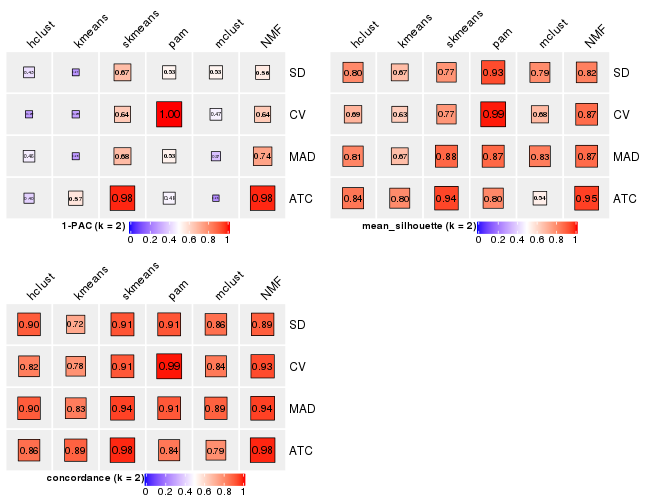 hclust kmeans skmeans pam mclust NMF
0.67 0.53 0.53 0.56 SD
0.64 1.00 0.47 0.64 CV
0.68 0.53 0.74 MAD
0.57 0.98 0.41 0.98 ATC
1-PAC (k = 2)
0 0.2 0.4 0.6 0.8 1
hclust kmeans skmeans pam mclust NMF
0.80 0.67 0.77 0.93 0.79 0.82 SD
0.69 0.63 0.77 0.99 0.68 0.87 CV
0.81 0.67 0.88 0.87 0.83 0.87 MAD
0.84 0.80 0.94 0.80 0.54 0.95 ATC
mean_silhouette (k = 2)
0 0.2 0.4 0.6 0.8 1
hclust kmeans skmeans pam mclust NMF
0.90 0.72 0.91 0.91 0.86 0.89 SD
0.82 0.78 0.91 0.99 0.84 0.93 CV
0.90 0.83 0.94 0.91 0.89 0.94 MAD
0.86 0.89 0.98 0.84 0.79 0.98 ATC
concordance (k = 2)
0 0.2 0.4 0.6 0.8 1